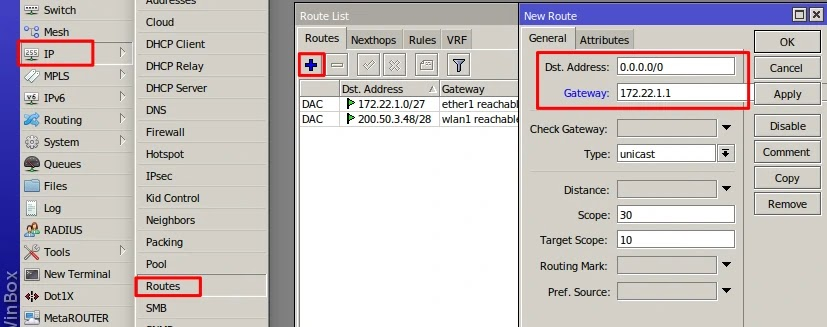 Switch
Mesh
IP
MPLS
IPv6
Routing
System
Queues
Files
Log
RADIUS
Tools
New Terminal
Dot1X
MetaROUTER
WinBox
Addresses
Cloud
DHCP Client
DHCP Relay
DHCP Server
DNS
Firewall
Hotspot
IPsec
Kid Control
Neighbors
Packing
Pool
Routes
SMB
SNMP
Route List
Routes Nexthops Rules VRF
Dst. Address Gateway
DAC 172.22.1.0/27 ether1 reachabl
DAC 200.50.3.48/28 wlan1 reachable
New Route
General Attributes
Dst. Address: 0.0.0.0/0
Gateway: 172.22.1.1
Check Gateway:
Type: unicast
Distance:
Scope: 30
Target Scope: 10
Routing Mark:
Pref. Source:
OK
Cancel
Apply
Disable
Comment
Copy
Remove